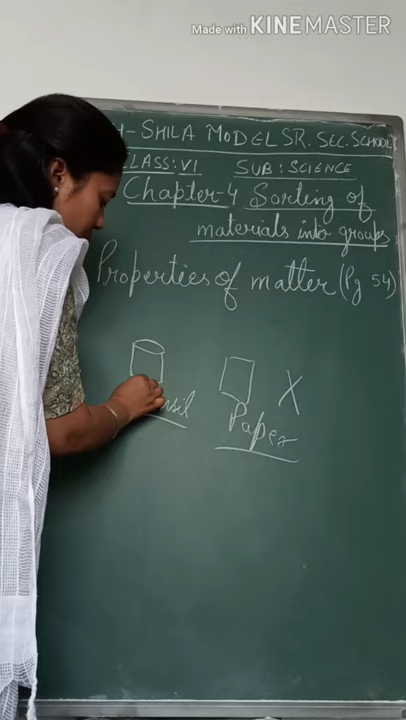 Made with KINEMASTER
SHILA MODEL SR. SEC. SCHOOL
CLASS: VI SUB: SCIENCE
Chapter-4 Sorting of
materials into groups
Properties of matter (Pg 54)
X
Paper